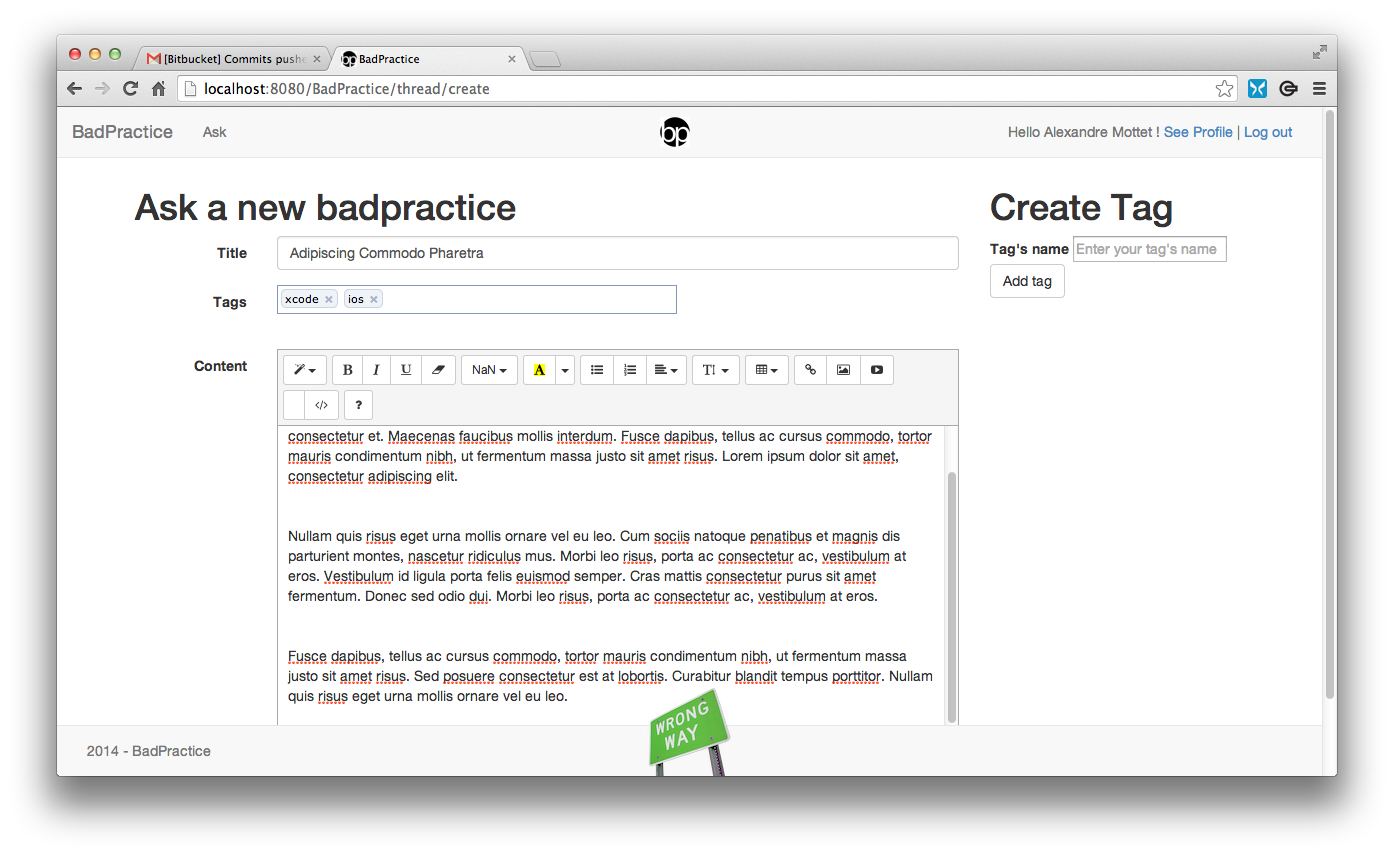 [Bitbucket] Commits pushe
BadPractice
localhost:8080/BadPractice/thread/create
BadPractice Ask bp Hello Alexandre Mottet ! See Profile | Log out
Ask a new badpractice
Title Adipiscing Commodo Pharetra
Tags xcode ios
Content
B I U NaN A TI
</> ?
consectetur et. Maecenas faucibus mollis interdum. Fusce dapibus, tellus ac cursus commodo, tortor
mauris condimentum nibh, ut fermentum massa justo sit amet risus. Lorem ipsum dolor sit amet,
consectetur adipiscing elit.
Nullam quis risus eget urna mollis ornare vel eu leo. Cum sociis natoque penatibus et magnis dis
parturient montes, nascetur ridiculus mus. Morbi leo risus, porta ac consectetur ac, vestibulum at
eros. Vestibulum id ligula porta felis euismod semper. Cras mattis consectetur purus sit amet
fermentum. Donec sed odio dui. Morbi leo risus, porta ac consectetur ac, vestibulum at eros.
Fusce dapibus, tellus ac cursus commodo, tortor mauris condimentum nibh, ut fermentum massa
justo sit amet risus. Sed posuere consectetur est at lobortis. Curabitur blandit tempus porttitor. Nullam
quis risus eget urna mollis ornare vel eu leo.
Create Tag
Tag's name Enter your tag's name
Add tag
WRONG
WAY
2014 - BadPractice